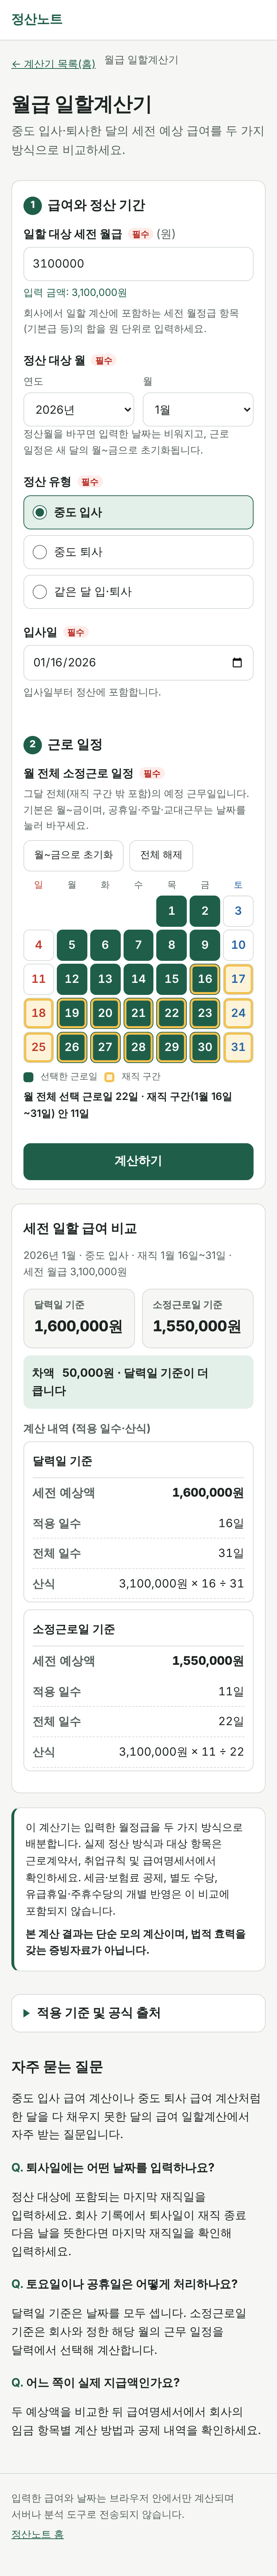 정산노트
← 계산기 목록(홈) 월급 일할계산기
월급 일할계산기
중도 입사·퇴사한 달의 세전 예상 급여를 두 가지
방식으로 비교하세요.
1 급여와 정산 기간
일할 대상 세전 월급 필수 (원)
3100000
입력 금액: 3,100,000원
회사에서 일할 계산에 포함하는 세전 월정급 항목
(기본급 등)의 합을 원 단위로 입력하세요.
정산 대상 월 필수
연도 월
2026년 1월
정산월을 바꾸면 입력한 날짜는 비워지고, 근로
일정은 새 달의 월~금으로 초기화됩니다.
정산 유형 필수
중도 입사
중도 퇴사
같은 달 입·퇴사
입사일 필수
01/16/2026
입사일부터 정산에 포함합니다.
2 근로 일정
월 전체 소정근로 일정 필수
그달 전체(재직 구간 밖 포함)의 예정 근무일입니다.
기본은 월~금이며, 공휴일·주말·교대근무는 날짜를
눌러 바꾸세요.
월~금으로 초기화 전체 해제
일 월 화 수 목 금 토
1 2 3
4 5 6 7 8 9 10
11 12 13 14 15 16 17
18 19 20 21 22 23 24
25 26 27 28 29 30 31
선택한 근로일 재직 구간
월 전체 선택 근로일 22일 · 재직 구간(1월 16일
~31일) 안 11일
계산하기
세전 일할 급여 비교
2026년 1월 · 중도 입사 · 재직 1월 16일~31일 ·
세전 월급 3,100,000원
달력일 기준 소정근로일 기준
1,600,000원 1,550,000원
차액 50,000원 · 달력일 기준이 더
큽니다
계산 내역 (적용 일수·산식)
달력일 기준
세전 예상액 1,600,000원
적용 일수 16일
전체 일수 31일
산식 3,100,000원 × 16 ÷ 31
소정근로일 기준
세전 예상액 1,550,000원
적용 일수 11일
전체 일수 22일
산식 3,100,000원 × 11 ÷ 22
이 계산기는 입력한 월정급을 두 가지 방식으로
배분합니다. 실제 정산 방식과 대상 항목은
근로계약서, 취업규칙 및 급여명세서에서
확인하세요. 세금·보험료 공제, 별도 수당,
유급휴일·주휴수당의 개별 반영은 이 비교에
포함되지 않습니다.
본 계산 결과는 단순 모의 계산이며, 법적 효력을
갖는 증빙자료가 아닙니다.
적용 기준 및 공식 출처
자주 묻는 질문
중도 입사 급여 계산이나 중도 퇴사 급여 계산처럼
한 달을 다 채우지 못한 달의 급여 일할계산에서
자주 받는 질문입니다.
Q. 퇴사일에는 어떤 날짜를 입력하나요?
정산 대상에 포함되는 마지막 재직일을
입력하세요. 회사 기록에서 퇴사일이 재직 종료
다음 날을 뜻한다면 마지막 재직일을 확인해
입력하세요.
Q. 토요일이나 공휴일은 어떻게 처리하나요?
달력일 기준은 날짜를 모두 셉니다. 소정근로일
기준은 회사와 정한 해당 월의 근무 일정을
달력에서 선택해 계산합니다.
Q. 어느 쪽이 실제 지급액인가요?
두 예상액을 비교한 뒤 급여명세서에서 회사의
임금 항목별 계산 방법과 공제 내역을 확인하세요.
입력한 급여와 날짜는 브라우저 안에서만 계산되며
서버나 분석 도구로 전송되지 않습니다.
정산노트 홈